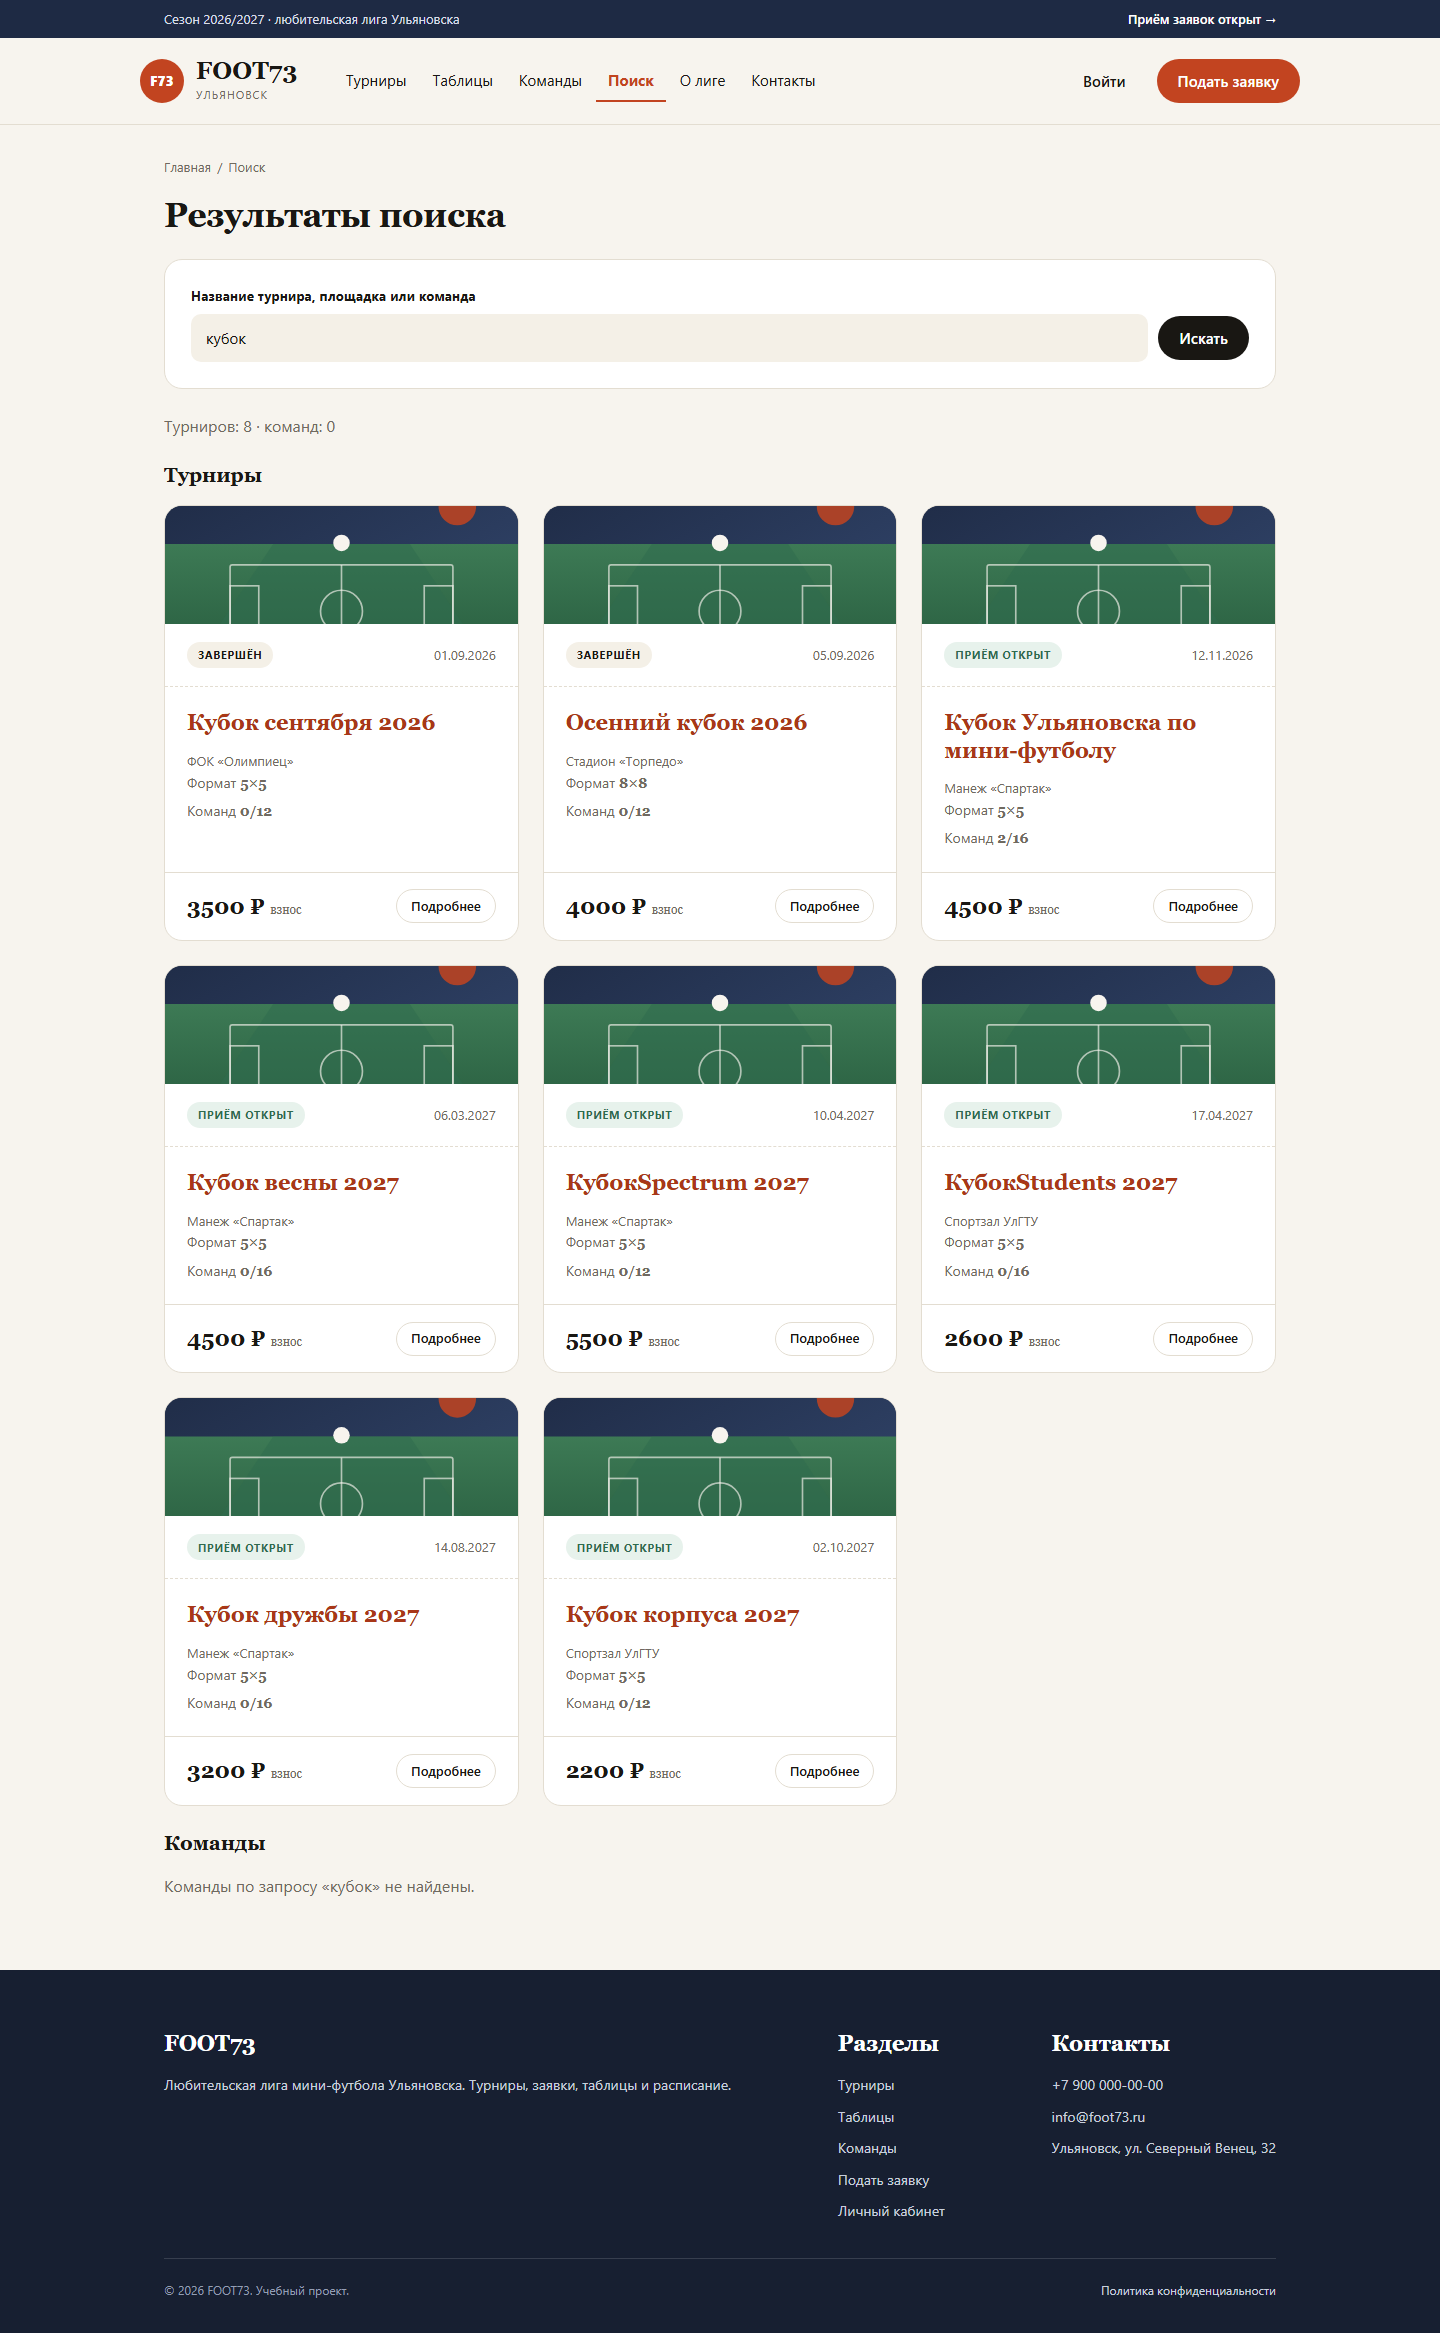 Сезон 2026/2027 · любительская лига Ульяновска
Приём заявок открыт →
F73
FOOT73
УЛЬЯНОВСК
Турниры
Таблицы
Команды
Поиск
О лиге
Контакты
Войти
Подать заявку
Главная / Поиск
Результаты поиска
Название турнира, площадка или команда
кубок
Искать
Турниров: 8 · команд: 0
Турниры
ЗАВЕРШЁН
01.09.2026
Кубок сентября 2026
ФОК «Олимпиец»
Формат 5×5
Команд 0/12
3500 ₽ взнос
Подробнее
ЗАВЕРШЁН
05.09.2026
Осенний кубок 2026
Стадион «Торпедо»
Формат 8×8
Команд 0/12
4000 ₽ взнос
Подробнее
ПРИЁМ ОТКРЫТ
12.11.2026
Кубок Ульяновска по
мини-футболу
Манеж «Спартак»
Формат 5×5
Команд 2/16
4500 ₽ взнос
Подробнее
ПРИЁМ ОТКРЫТ
06.03.2027
Кубок весны 2027
Манеж «Спартак»
Формат 5×5
Команд 0/16
4500 ₽ взнос
Подробнее
ПРИЁМ ОТКРЫТ
10.04.2027
КубокSpectrum 2027
Манеж «Спартак»
Формат 5×5
Команд 0/12
5500 ₽ взнос
Подробнее
ПРИЁМ ОТКРЫТ
17.04.2027
КубокStudents 2027
Спортзал УлГТУ
Формат 5×5
Команд 0/16
2600 ₽ взнос
Подробнее
ПРИЁМ ОТКРЫТ
14.08.2027
Кубок дружбы 2027
Манеж «Спартак»
Формат 5×5
Команд 0/16
3200 ₽ взнос
Подробнее
ПРИЁМ ОТКРЫТ
02.10.2027
Кубок корпуса 2027
Спортзал УлГТУ
Формат 5×5
Команд 0/12
2200 ₽ взнос
Подробнее
Команды
Команды по запросу «кубок» не найдены.
FOOT73
Любительская лига мини-футбола Ульяновска. Турниры, заявки, таблицы и расписание.
Разделы
Турниры
Таблицы
Команды
Подать заявку
Личный кабинет
Контакты
+7 900 000-00-00
info@foot73.ru
Ульяновск, ул. Северный Венец, 32
© 2026 FOOT73. Учебный проект.
Политика конфиденциальности